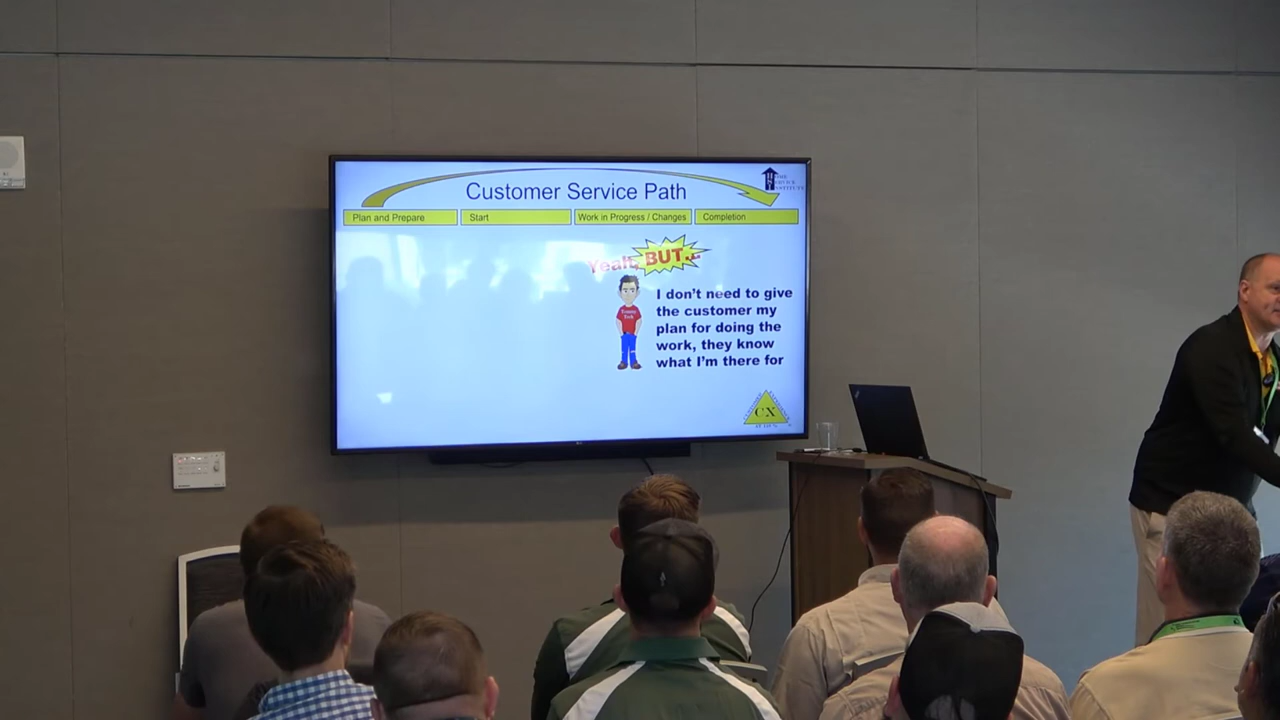 Customer Service Path
Plan and Prepare
Start
Work in Progress / Changes
Completion
Yeah, BUT...
I don't need to give
the customer my
plan for doing the
work, they know
what I'm there for
CX